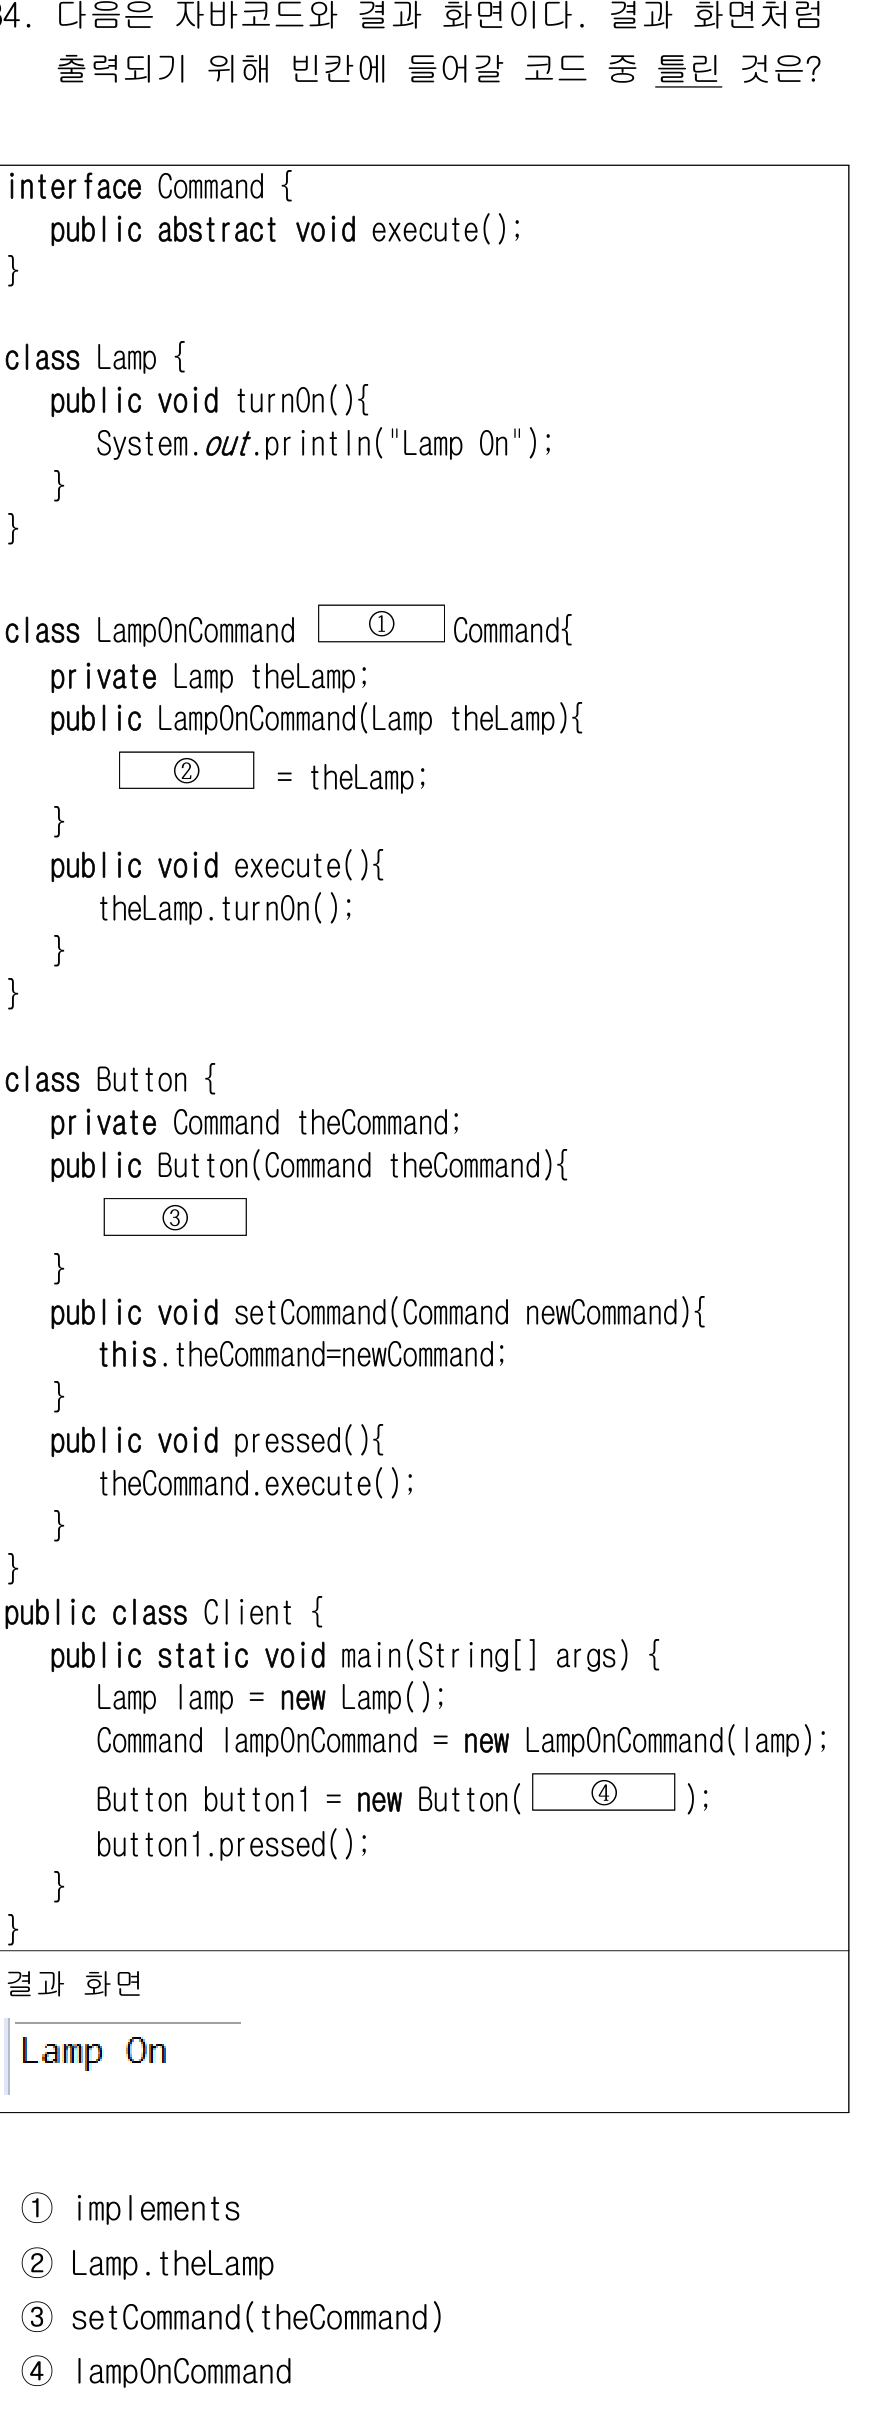 34. 다음은 자바코드와 결과 화면이다. 결과 화면처럼
출력되기 위해 빈칸에 들어갈 코드 중 틀린 것은?
interface Command {
public abstract void execute();
}
class Lamp {
public void turnOn(){
System.out.println("Lamp On");
}
}
class LampOnCommand ① Command{
private Lamp theLamp;
public LampOnCommand(Lamp theLamp){
② = theLamp;
}
public void execute(){
theLamp.turnOn();
}
}
class Button {
private Command theCommand;
public Button(Command theCommand){
③
}
public void setCommand(Command newCommand){
this.theCommand=newCommand;
}
public void pressed(){
theCommand.execute();
}
}
public class Client {
public static void main(String[] args) {
Lamp lamp = new Lamp();
Command lampOnCommand = new LampOnCommand(lamp);
Button button1 = new Button( ④ );
button1.pressed();
}
}
결과 화면
Lamp On
① implements
② Lamp.theLamp
③ setCommand(theCommand)
④ lampOnCommand